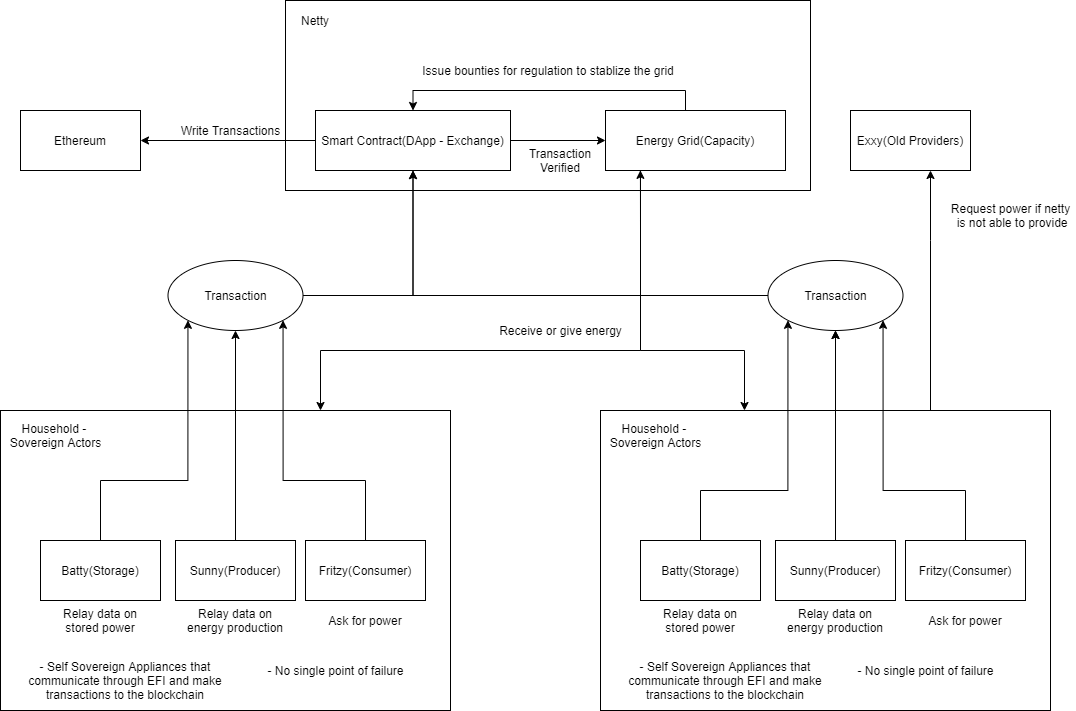 Netty
Issue bounties for regulation to stablize the grid
Ethereum
Write Transactions
Smart Contract(DApp - Exchange)
Transaction
Verified
Energy Grid(Capacity)
Exxy(Old Providers)
Request power if netty
is not able to provide
Transaction
Transaction
Receive or give energy
Household -
Sovereign Actors
Batty(Storage)
Sunny(Producer)
Fritzy(Consumer)
Relay data on
stored power
Relay data on
energy production
Ask for power
- Self Sovereign Appliances that
communicate through EFI and make
transactions to the blockchain
- No single point of failure
Household -
Sovereign Actors
Batty(Storage)
Sunny(Producer)
Fritzy(Consumer)
Relay data on
stored power
Relay data on
energy production
Ask for power
- Self Sovereign Appliances that
communicate through EFI and make
transactions to the blockchain
- No single point of failure